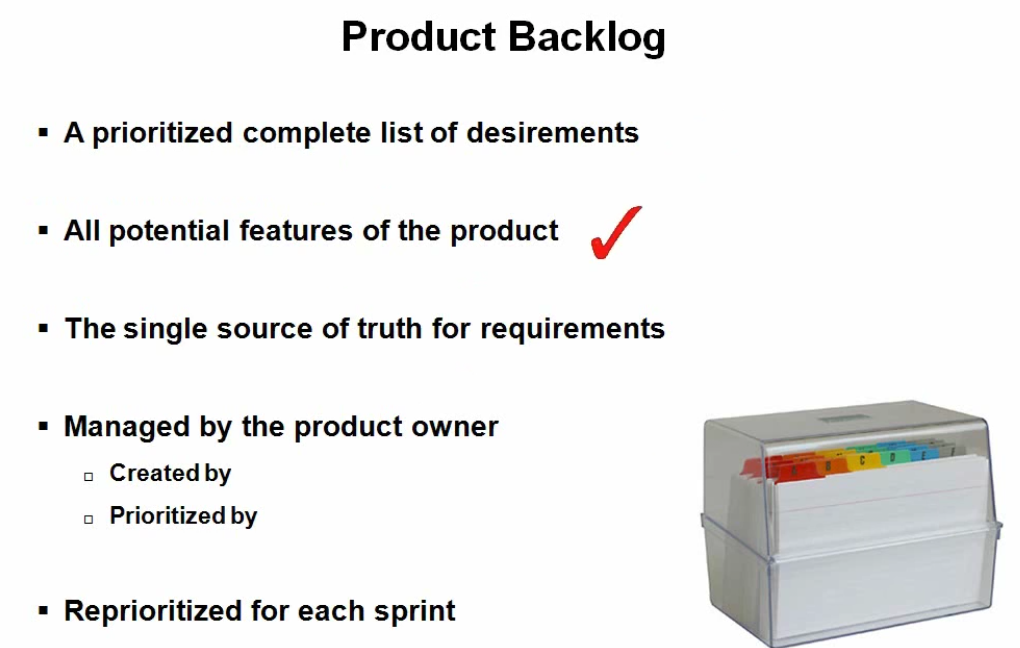 Product Backlog
A prioritized complete list of desirements
All potential features of the product
The single source of truth for requirements
Managed by the product owner
Created by
Prioritized by
Reprioritized for each sprint
C
D
E